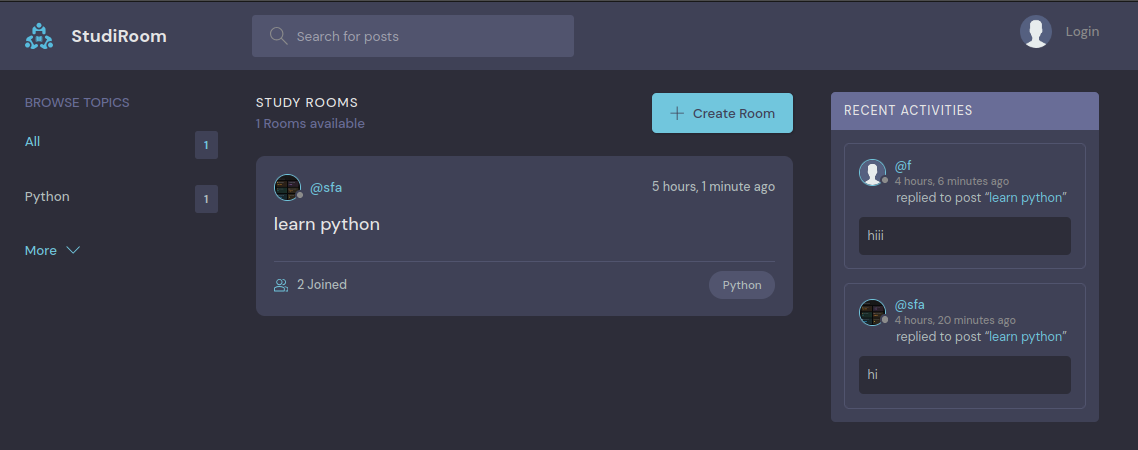 StudiRoom
Search for posts
Login
BROWSE TOPICS
All
1
Python
1
More
STUDY ROOMS
1 Rooms available
Create Room
@sfa
5 hours, 1 minute ago
learn python
2 Joined
Python
RECENT ACTIVITIES
@f
4 hours, 6 minutes ago
replied to post “learn python”
hiii
@sfa
4 hours, 20 minutes ago
replied to post “learn python”
hi